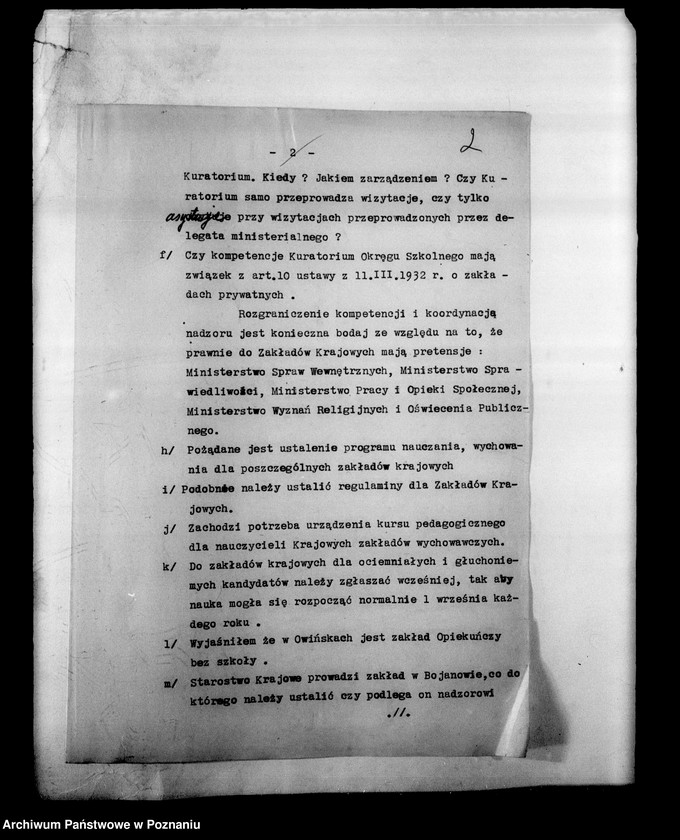 2
- 2 -
Kuratorium. Kiedy ? Jakiem zarządzeniem ? Czy Ku -
ratorium samo przeprowadza wizytacje, czy tylko
asystuje przy wizytacjach przeprowadzonych przez de-
legata ministerialnego ?
f/ Czy kompetencje Kuratorium Okręgu Szkolnego mają
związek z art.10 ustawy z 11.III.1932 r. o zakła -
dach prywatnych .
Rozgraniczenie kompetencji i koordynacją
nadzoru jest konieczna bodaj ze względu na to, że
prawnie do Zakładów Krajowych mają pretensje :
Ministerstwo Spraw Wewnętrznych, Ministerstwo Spra -
wiedliwości, Ministerstwo Pracy i Opieki Społecznej,
Ministerstwo Wyznań Religijnych i Oświecenia Publicz-
nego.
h/ Pożądane jest ustalenie programu nauczania, wychowa-
nia dla poszczególnych zakładów krajowych
i/ Podobnie należy ustalić regulaminy dla Zakładów Kra-
jowych.
j/ Zachodzi potrzeba urządzenia kursu pedagogicznego
dla nauczycieli Krajowych zakładów wychowawczych.
k/ Do zakładów krajowych dla ociemniałych i głuchonie-
mych kandydatów należy zgłaszać wcześniej, tak aby
nauka mogła się rozpocząć normalnie 1 września każ-
dego roku .
l/ Wyjaśniłem że w Owińskach jest zakład Opiekuńczy
bez szkoły .
m/ Starostwo Krajowe prowadzi zakład w Bojanowie,co do
którego należy ustalić czy podlega on nadzorowi
.//.
Archiwum Państwowe w Poznaniu